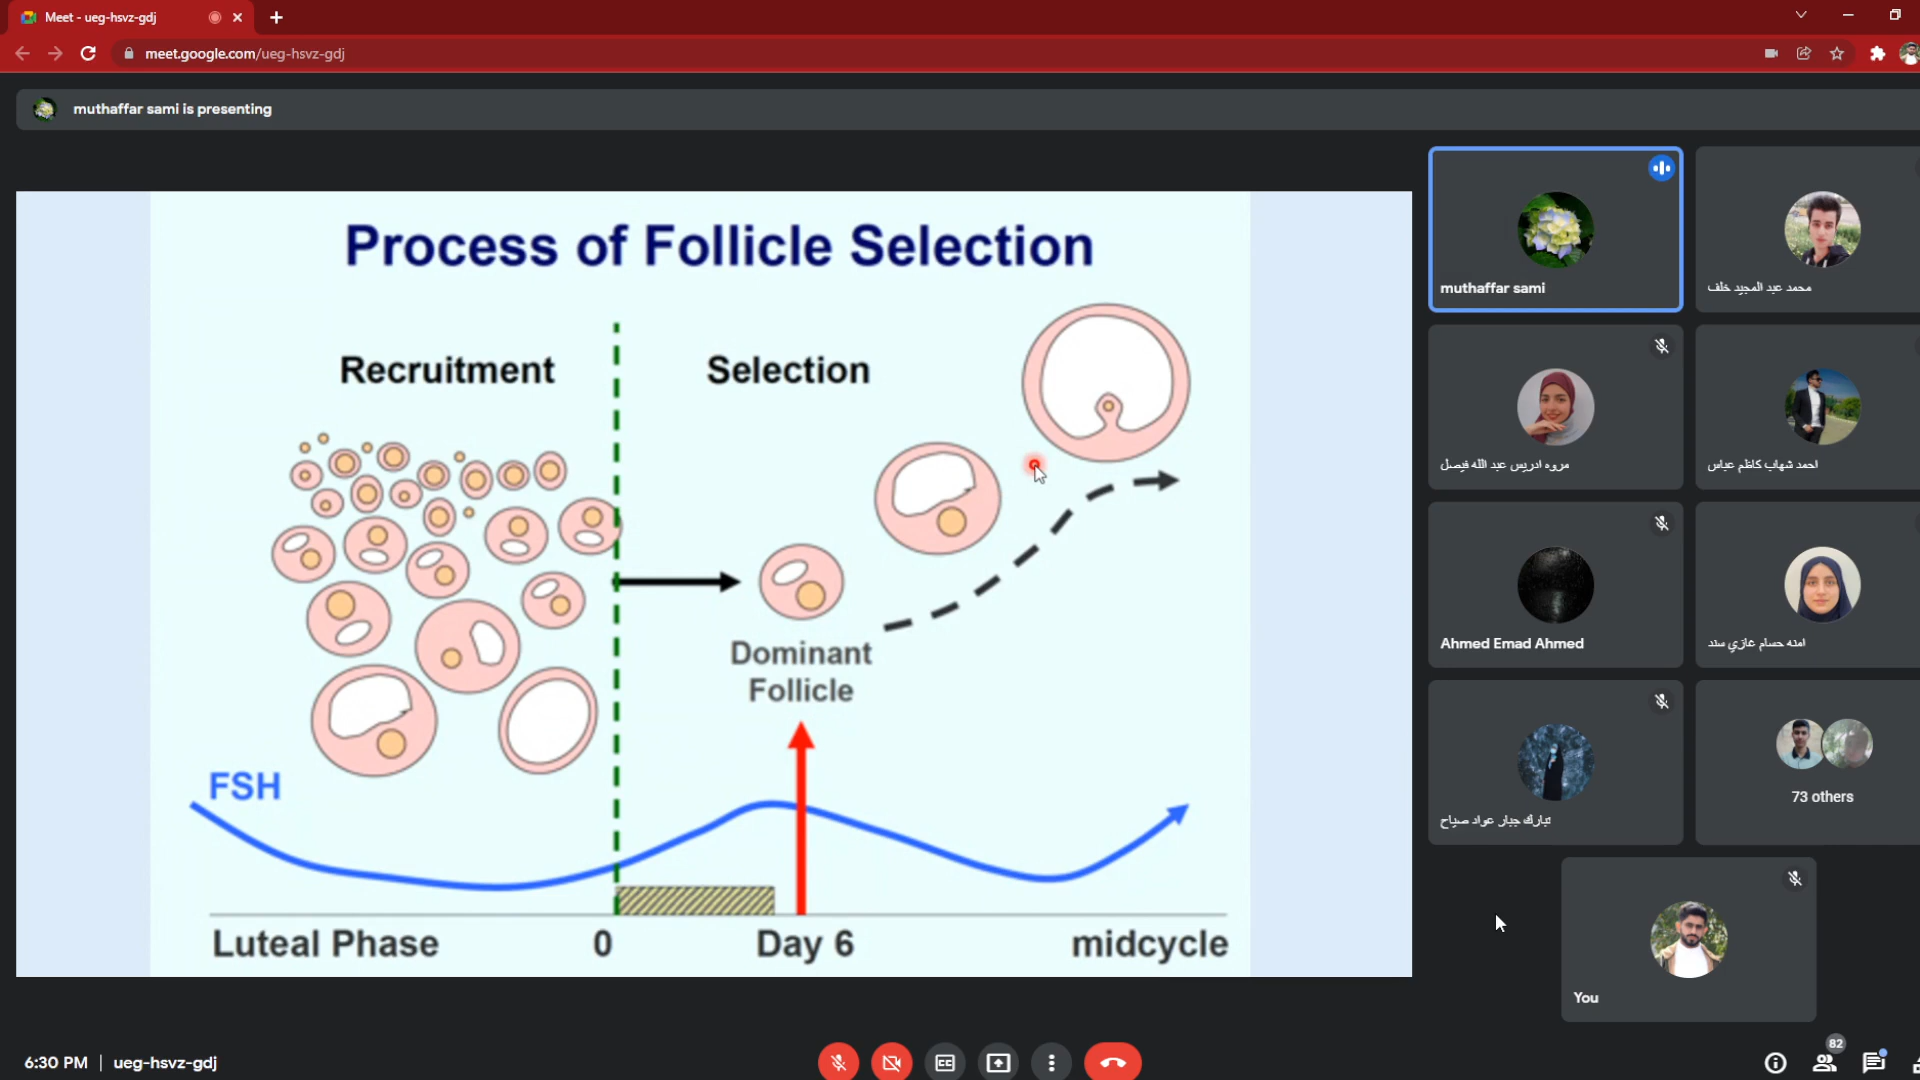 Meet - ueg-hsvz-gdj
meet.google.com/ueg-hsvz-gdj
muthaffar sami is presenting
Process of Follicle Selection
Recruitment
Selection
Dominant
Follicle
FSH
Luteal Phase
0
Day 6
midcycle
muthaffar sami
محمد عبد المجيد خلف
مروه ادريس عبد الله فيصل
احمد شهاب كاظم عباس
Ahmed Emad Ahmed
امنه حسام غازي سند
تبارك جبار عواد صياح
73 others
You
6:30 PM | ueg-hsvz-gdj
CC
82